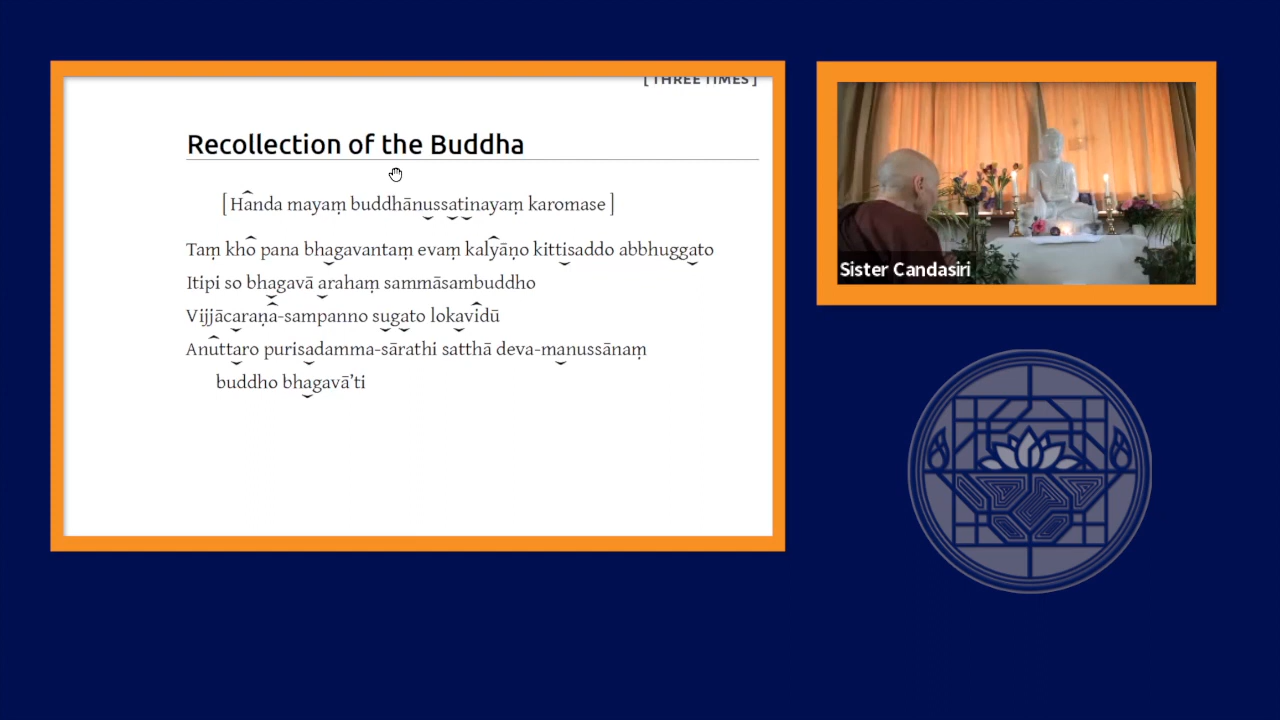 [ THREE TIMES ]
Recollection of the Buddha
[ Handa mayaṃ buddhānussatinayaṃ karomase ]
Taṃ kho pana bhagavantaṃ evaṃ kalyāṇo kittisaddo abbhuggato
Itipi so bhagavā arahaṃ sammāsambuddho
Vijjācaraṇa-sampanno sugato lokavidū
Anuttaro purisadamma-sārathi satthā deva-manussānaṃ
buddho bhagavā’ti
Sister Candasiri